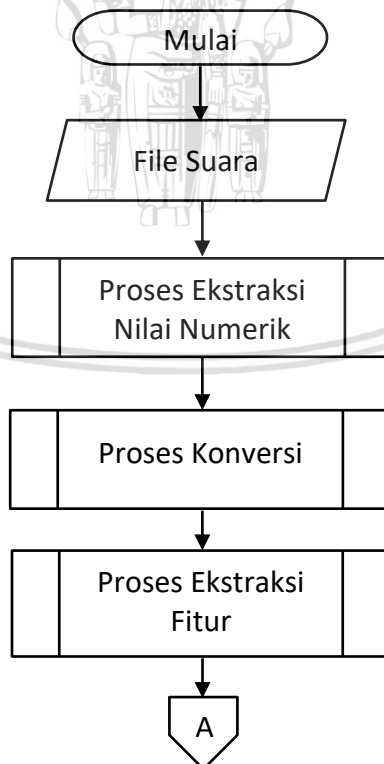 Mulai
File Suara
Proses Ekstraksi
Nilai Numerik
Proses Konversi
Proses Ekstraksi
Fitur
A